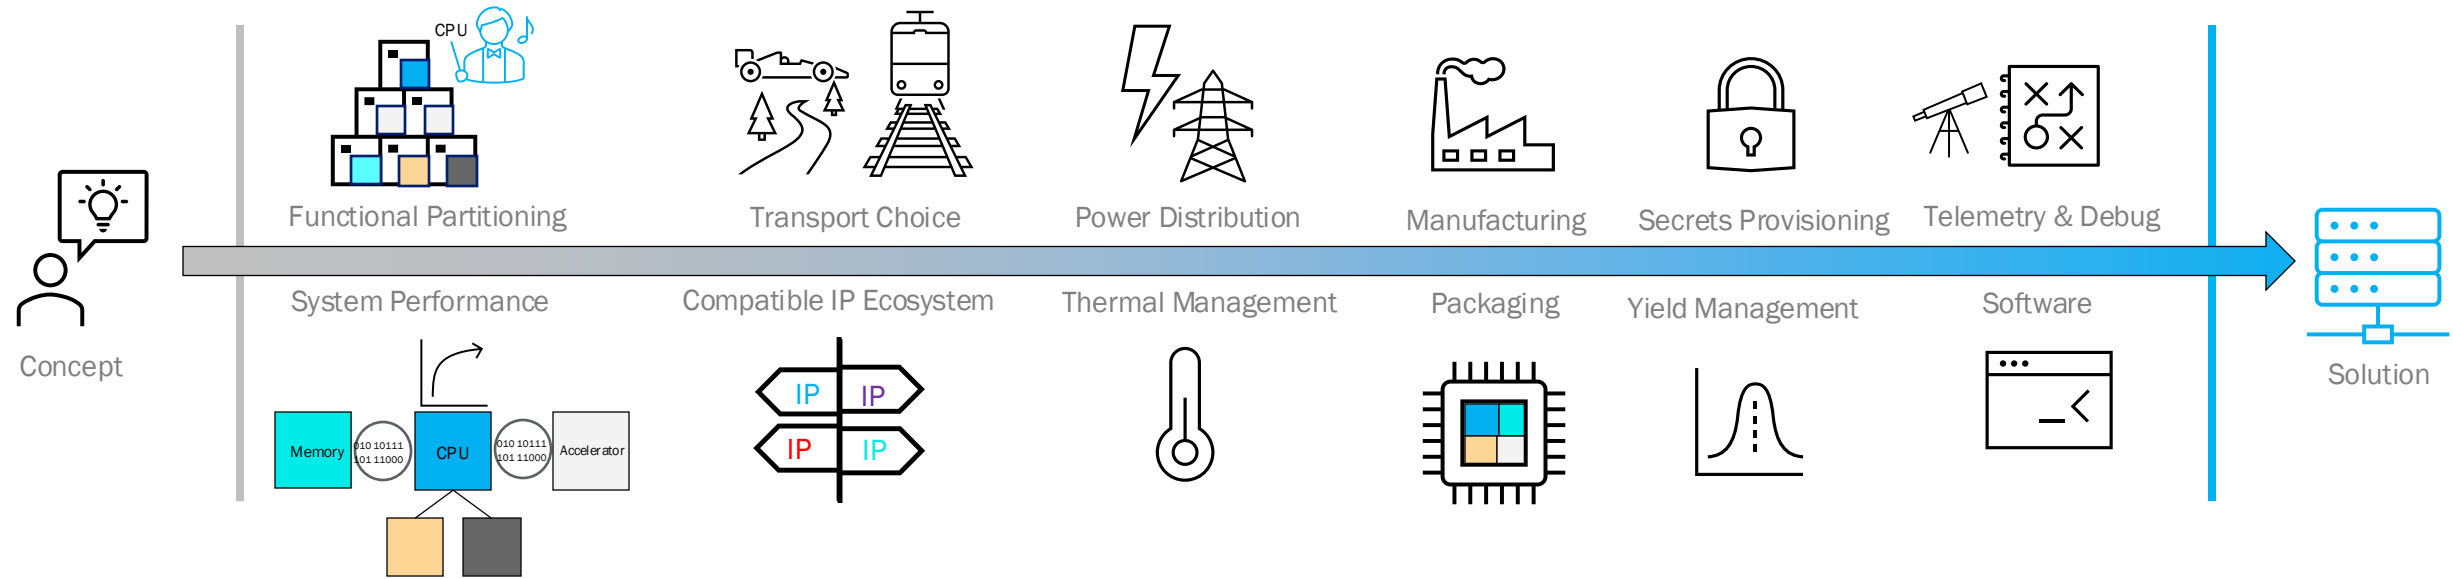 CPU
Functional Partitioning
Transport Choice
Power Distribution
Manufacturing
Secrets Provisioning
Telemetry & Debug
System Performance
Compatible IP Ecosystem
Thermal Management
Packaging
Yield Management
Software
Concept
Solution
IP
IP
IP
IP
Memory
010 10111
101 11000
CPU
010 10111
101 11000
Accelerator